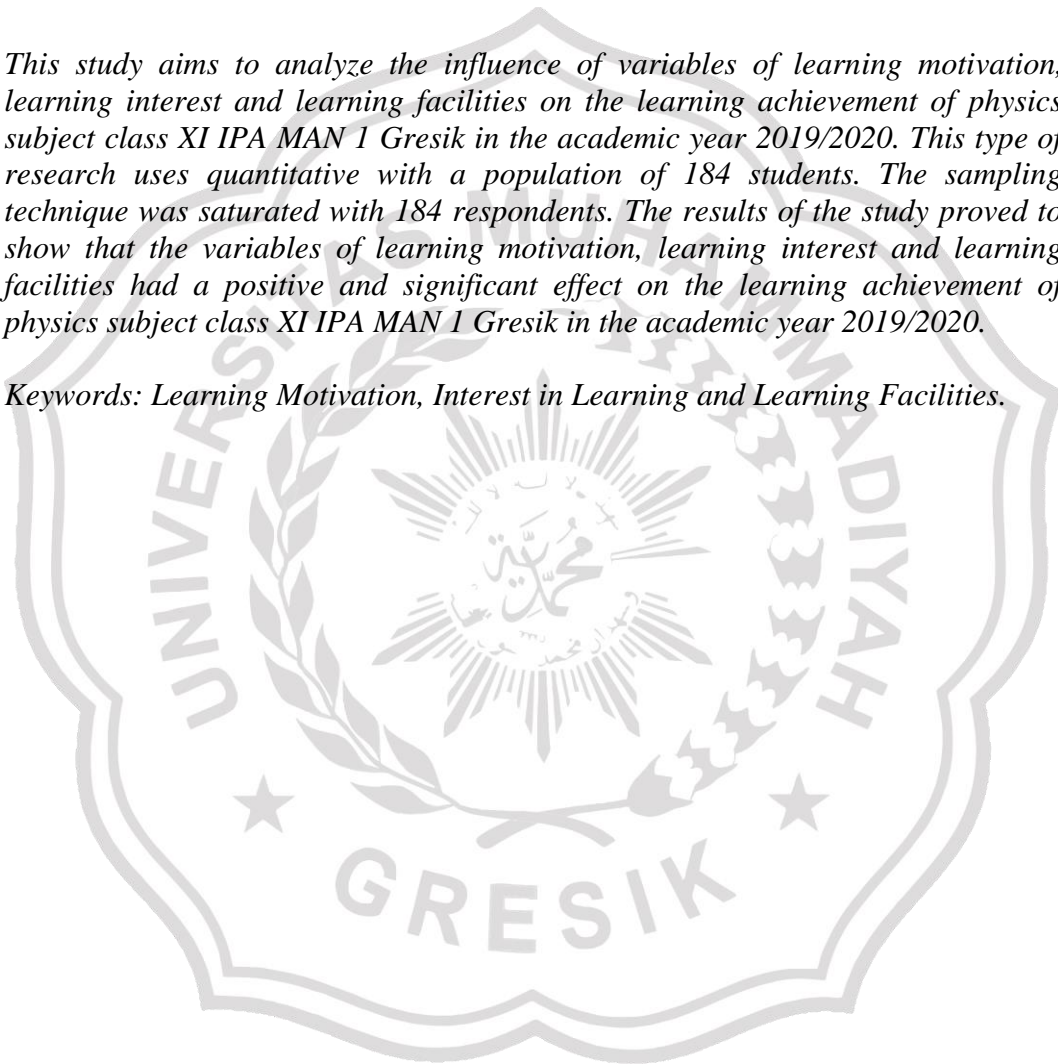 This study aims to analyze the influence of variables of learning motivation,
learning interest and learning facilities on the learning achievement of physics
subject class XI IPA MAN 1 Gresik in the academic year 2019/2020. This type of
research uses quantitative with a population of 184 students. The sampling
technique was saturated with 184 respondents. The results of the study proved to
show that the variables of learning motivation, learning interest and learning
facilities had a positive and significant effect on the learning achievement of
physics subject class XI IPA MAN 1 Gresik in the academic year 2019/2020.
Keywords: Learning Motivation, Interest in Learning and Learning Facilities.
UNIVERSITAS MUHAMMADIYAH
محمد
GRESIK